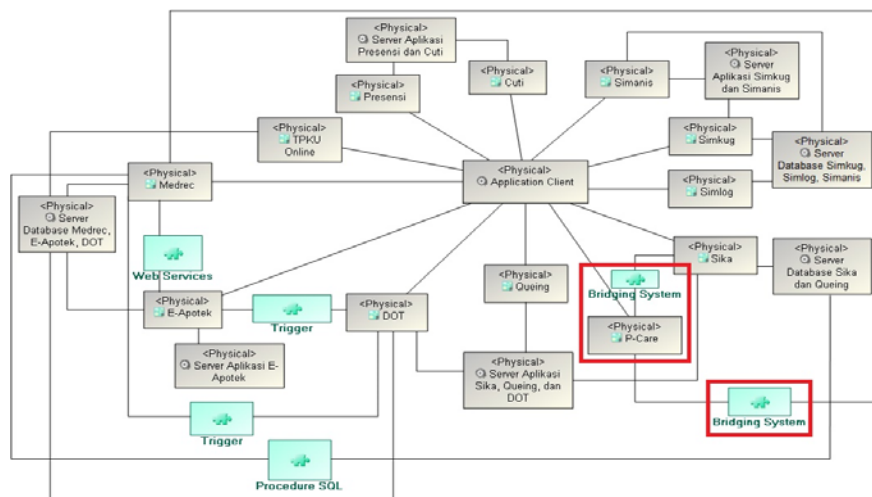 <Physical>
Server Aplikasi
Presensi dan Cuti
<Physical>
Presensi
<Physical>
Cuti
<Physical>
Simanis
<Physical>
Server
Aplikasi Simkug
dan Simanis
<Physical>
TPKU
Online
<Physical>
Simkug
<Physical>
Server
Database Simkug,
Simlog, Simanis
<Physical>
Medrec
<Physical>
Application Client
<Physical>
Simlog
<Physical>
Server
Database Medrec,
E-Apotek, DOT
Web Services
<Physical>
Sika
<Physical>
Server
Database Sika
dan Queing
<Physical>
Queing
Bridging System
<Physical>
E-Apotek
Trigger
<Physical>
DOT
<Physical>
P-Care
<Physical>
Server Aplikasi E-
Apotek
<Physical>
Server Aplikasi
Sika, Queing, dan
DOT
Trigger
Bridging System
Procedure SQL